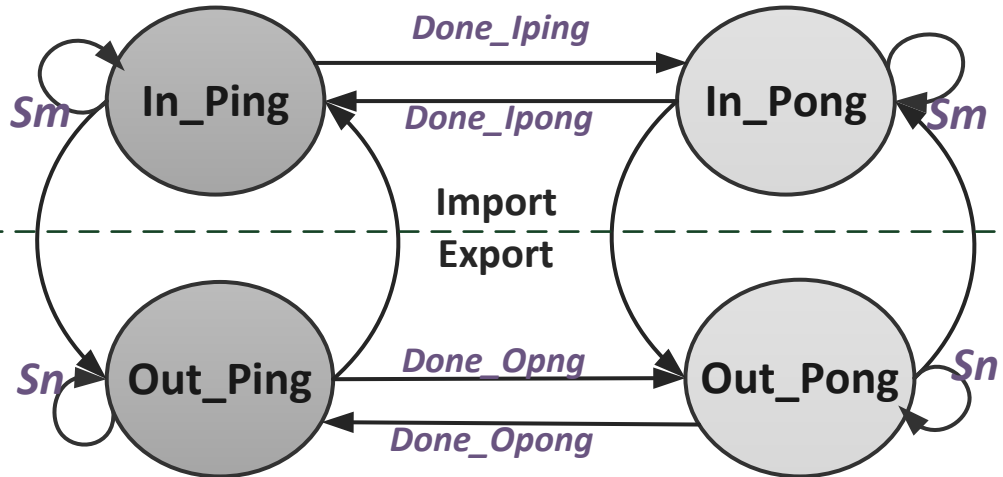 Done_Iping
In_Ping
In_Pong
Sm
Done_Ipong
Sm
Import
Export
Sn
Out_Ping
Done_Opng
Out_Pong
Sn
Done_Opong